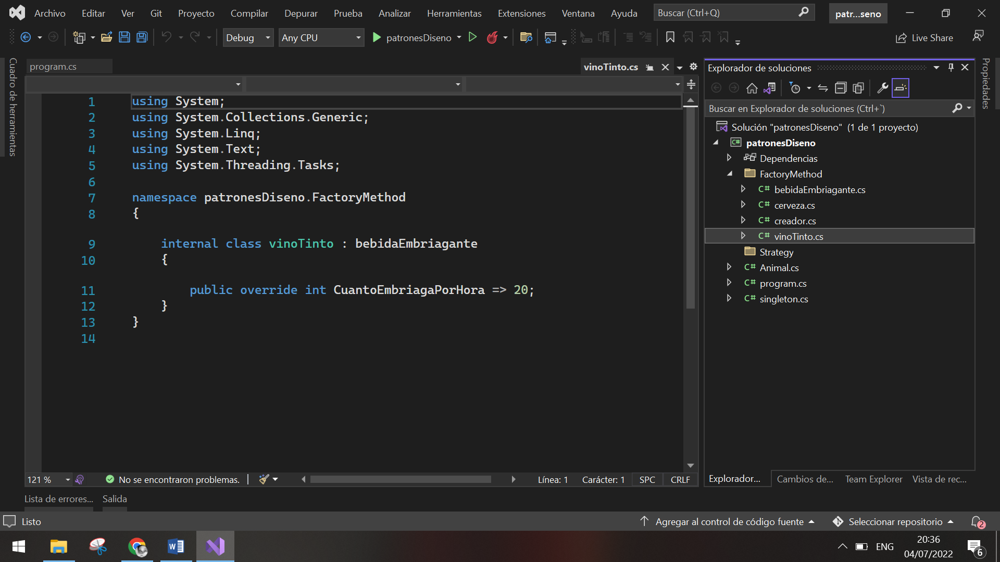 Archivo Editar Ver Git Proyecto Compilar Depurar Prueba Analizar Herramientas Extensiones Ventana Ayuda Buscar (Ctrl+Q) patr...seno
Debug Any CPU patronesDiseno Live Share
Cuadro de herramientas
program.cs vinoTinto.cs
1 using System;
2 using System.Collections.Generic;
3 using System.Linq;
4 using System.Text;
5 using System.Threading.Tasks;
6
7 namespace patronesDiseno.FactoryMethod
8 {
9 internal class vinoTinto : bebidaEmbriagante
10 {
11 public override int CuantoEmbriagaPorHora => 20;
12 }
13 }
14
121 % No se encontraron problemas. Línea: 1 Carácter: 1 SPC CRLF
Explorador de soluciones
Buscar en Explorador de soluciones (Ctrl+`)
Solución "patronesDiseno" (1 de 1 proyecto)
C# patronesDiseno
Dependencias
FactoryMethod
C# bebidaEmbriagante.cs
C# cerveza.cs
C# creador.cs
C# vinoTinto.cs
Strategy
C# Animal.cs
C# program.cs
C# singleton.cs
Explorador... Cambios de... Team Explorer Vista de rec...
Propiedades
Lista de errores... Salida
Listo Agregar al control de código fuente Seleccionar repositorio 2
W ENG 20:36
04/07/2022 6